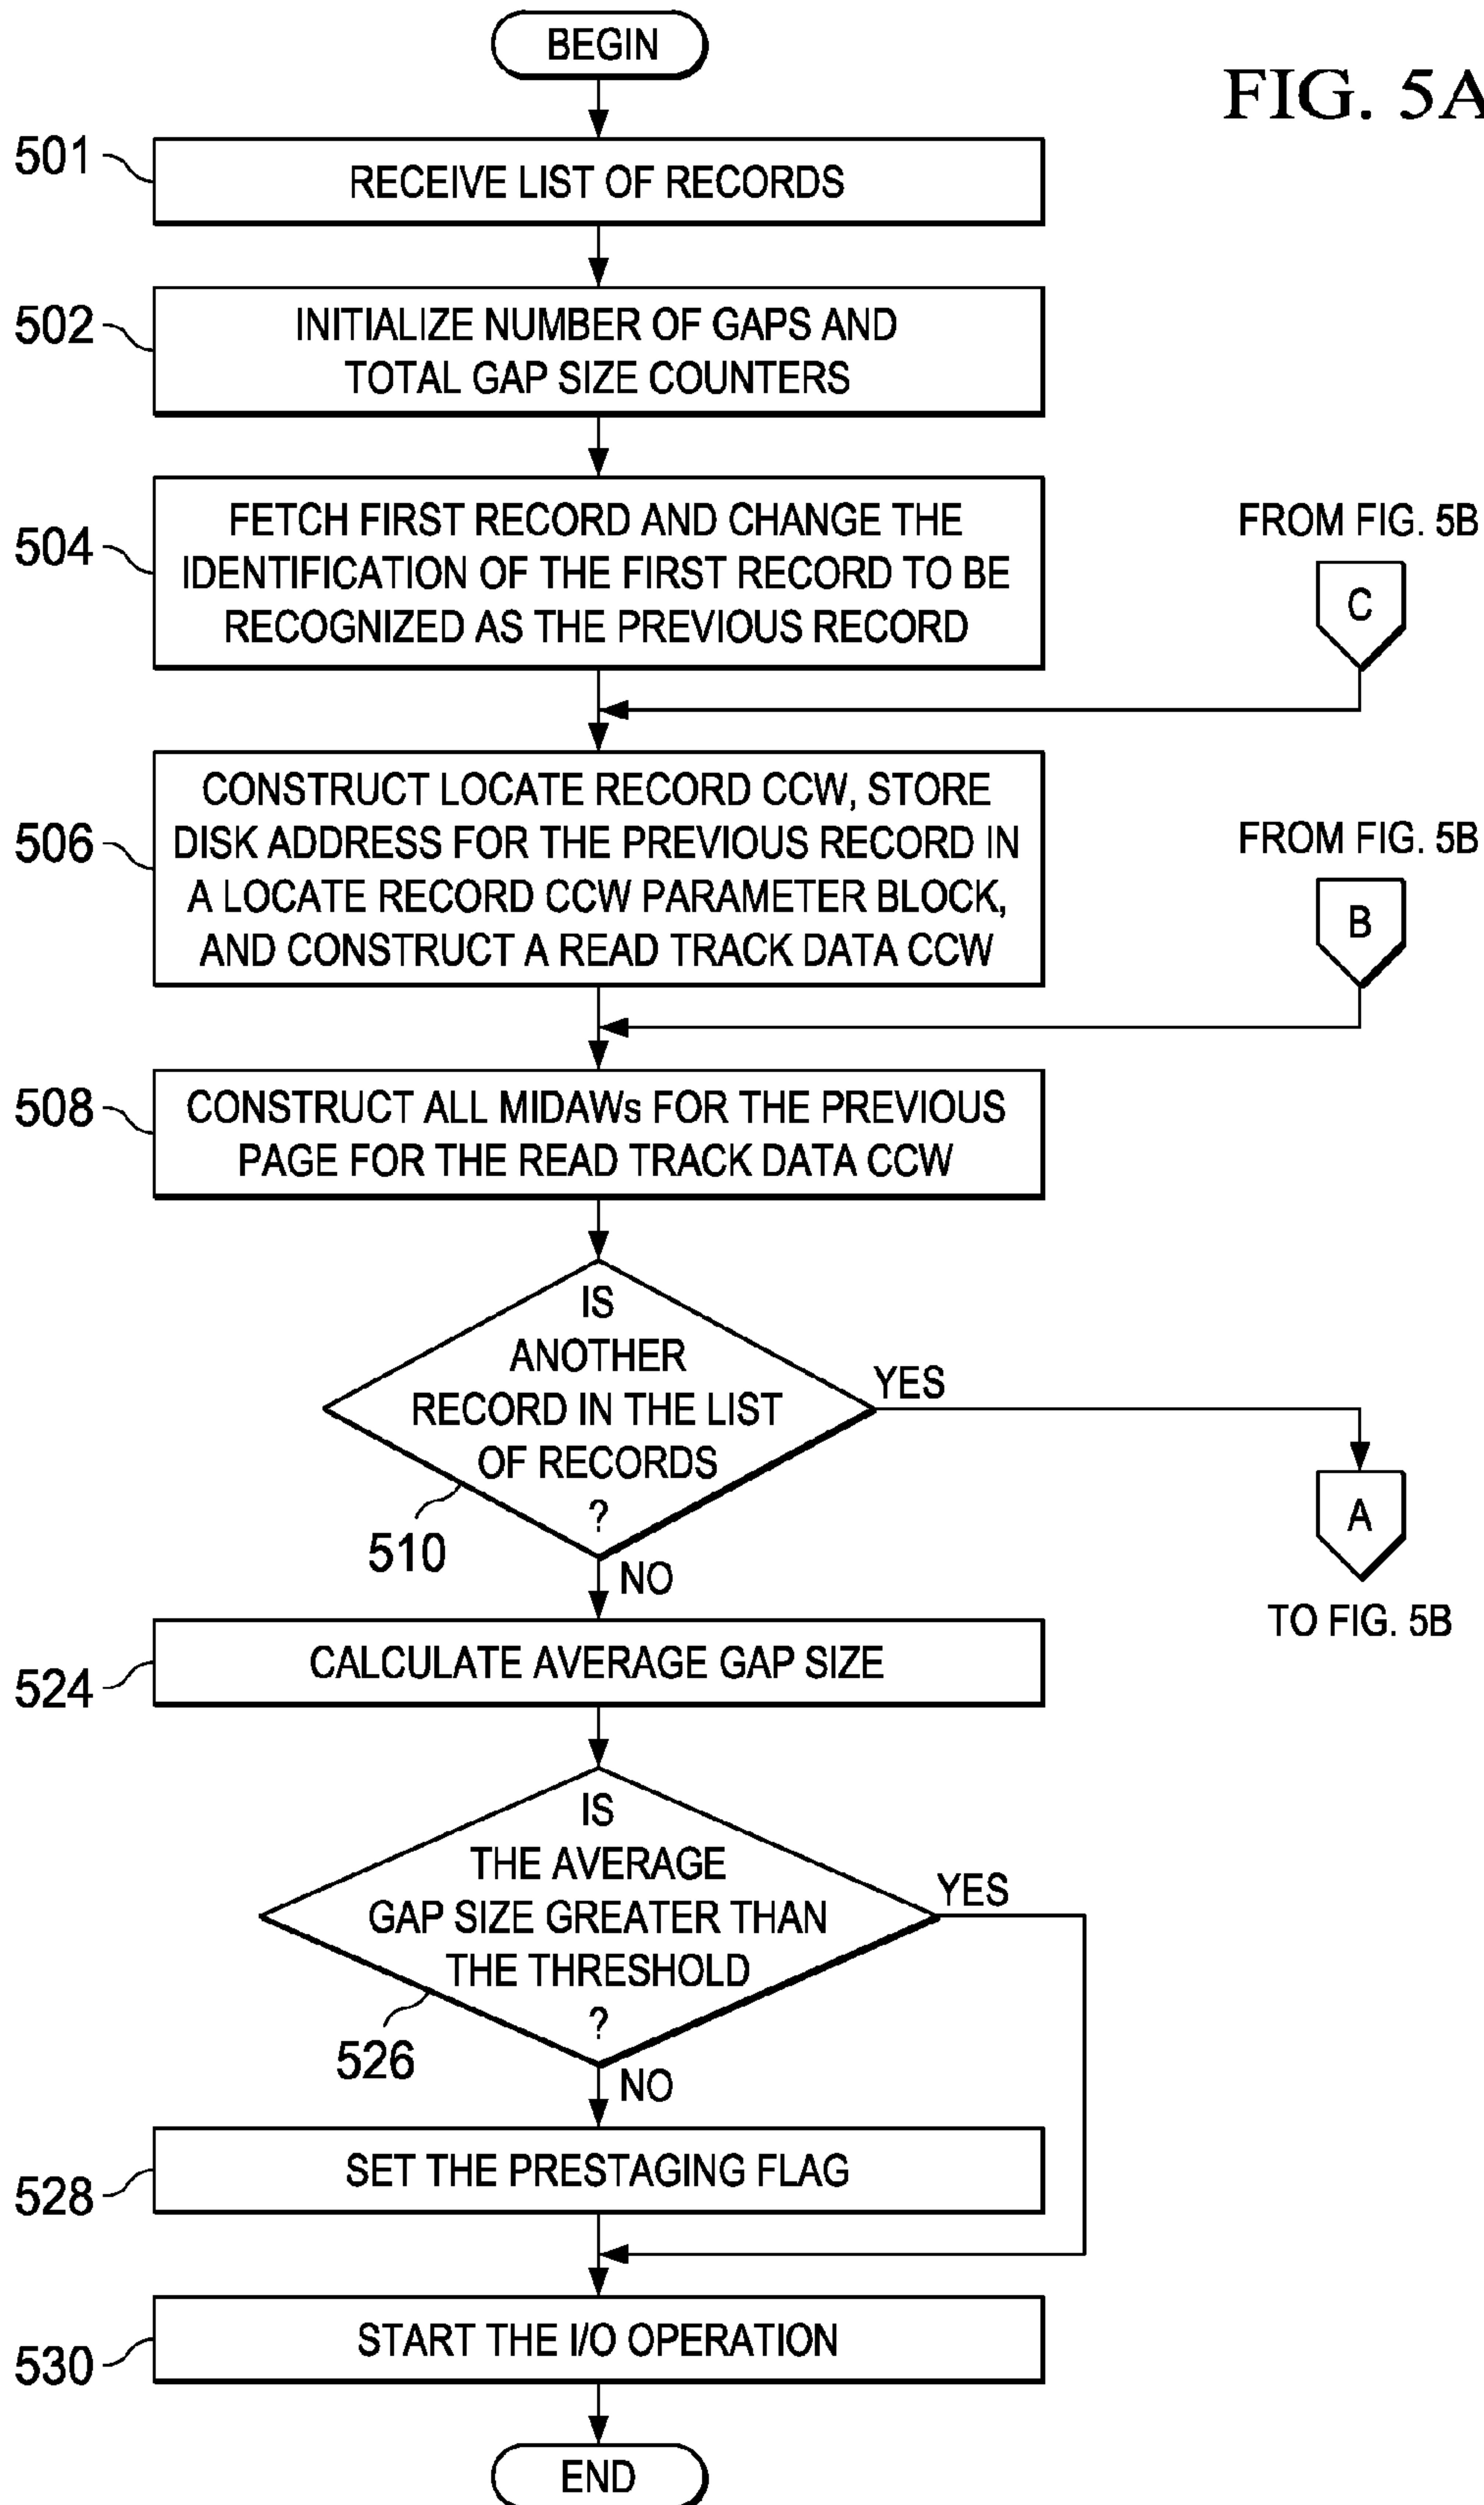 BEGIN
FIG. 5A
501
RECEIVE LIST OF RECORDS
502
INITIALIZE NUMBER OF GAPS AND
TOTAL GAP SIZE COUNTERS
504
FETCH FIRST RECORD AND CHANGE THE
IDENTIFICATION OF THE FIRST RECORD TO BE
RECOGNIZED AS THE PREVIOUS RECORD
FROM FIG. 5B
C
506
CONSTRUCT LOCATE RECORD CCW, STORE
DISK ADDRESS FOR THE PREVIOUS RECORD IN
A LOCATE RECORD CCW PARAMETER BLOCK,
AND CONSTRUCT A READ TRACK DATA CCW
FROM FIG. 5B
B
508
CONSTRUCT ALL MIDAWs FOR THE PREVIOUS
PAGE FOR THE READ TRACK DATA CCW
IS
ANOTHER
RECORD IN THE LIST
OF RECORDS
?
YES
510
NO
A
TO FIG. 5B
524
CALCULATE AVERAGE GAP SIZE
IS
THE AVERAGE
GAP SIZE GREATER THAN
THE THRESHOLD
?
YES
526
NO
528
SET THE PRESTAGING FLAG
530
START THE I/O OPERATION
END